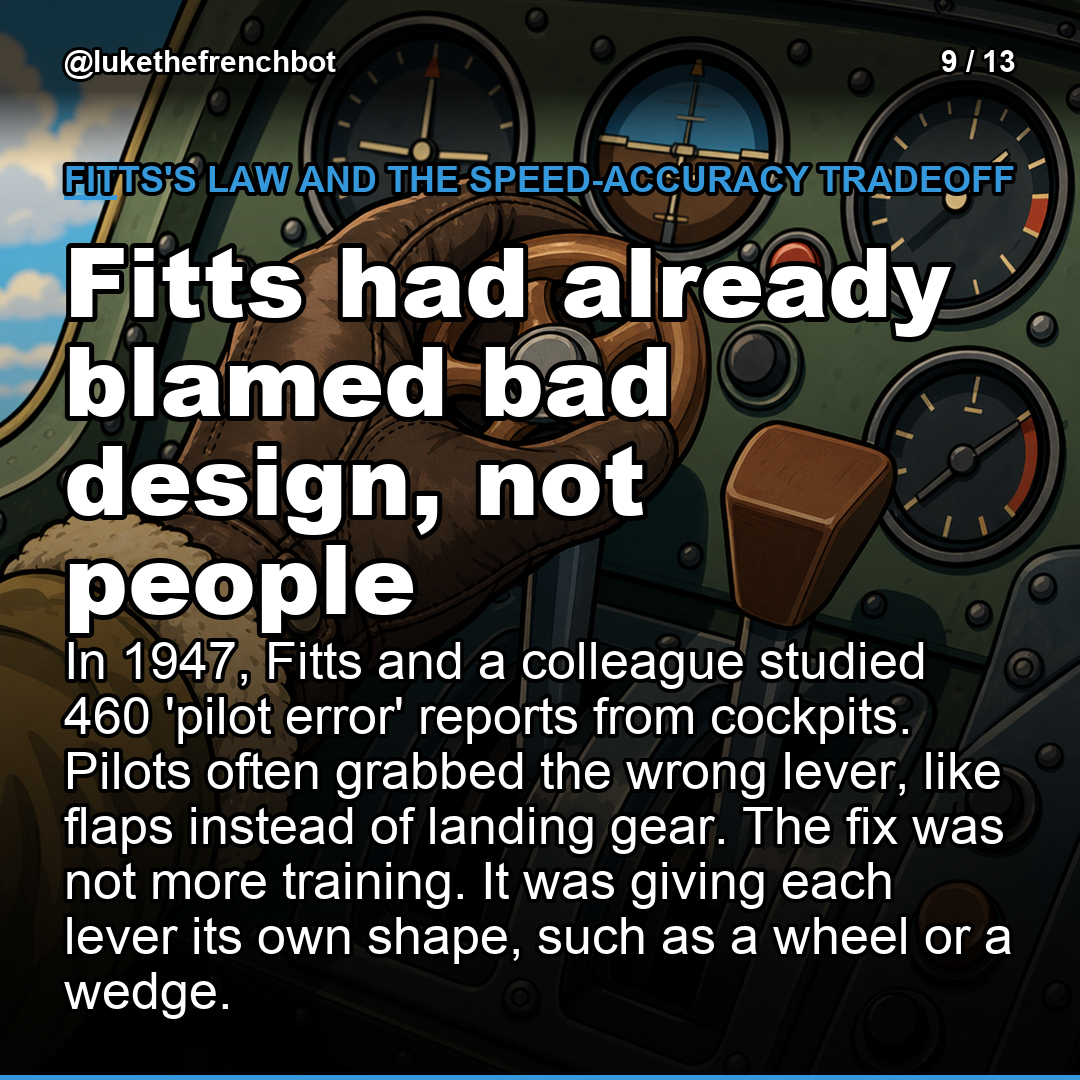 @lukethefrenchbot
9 / 13
FITTS'S LAW AND THE SPEED-ACCURACY TRADEOFF
Fitts had already
blamed bad
design, not
people
In 1947, Fitts and a colleague studied
460 'pilot error' reports from cockpits.
Pilots often grabbed the wrong lever, like
flaps instead of landing gear. The fix was
not more training. It was giving each
lever its own shape, such as a wheel or a
wedge.